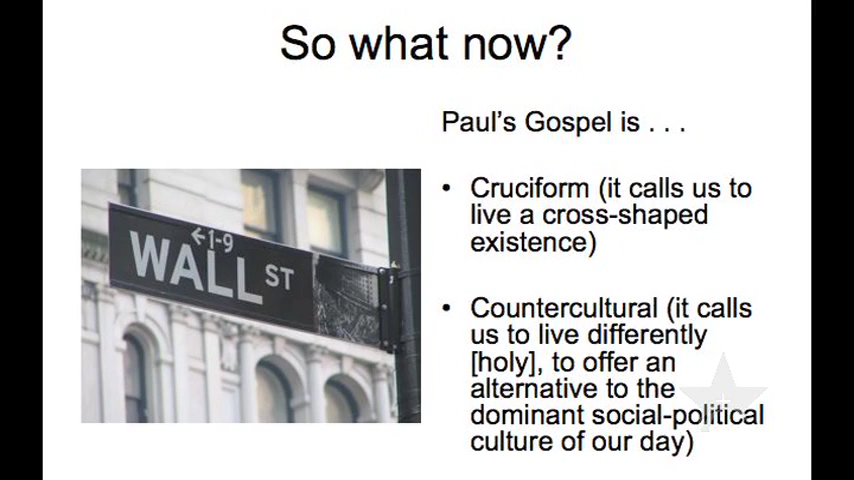 So what now?
Paul's Gospel is . . .
• Cruciform (it calls us to
live a cross-shaped
existence)
• Countercultural (it calls
us to live differently
[holy], to offer an
alternative to the
dominant social-political
culture of our day)
←1-9
WALL ST